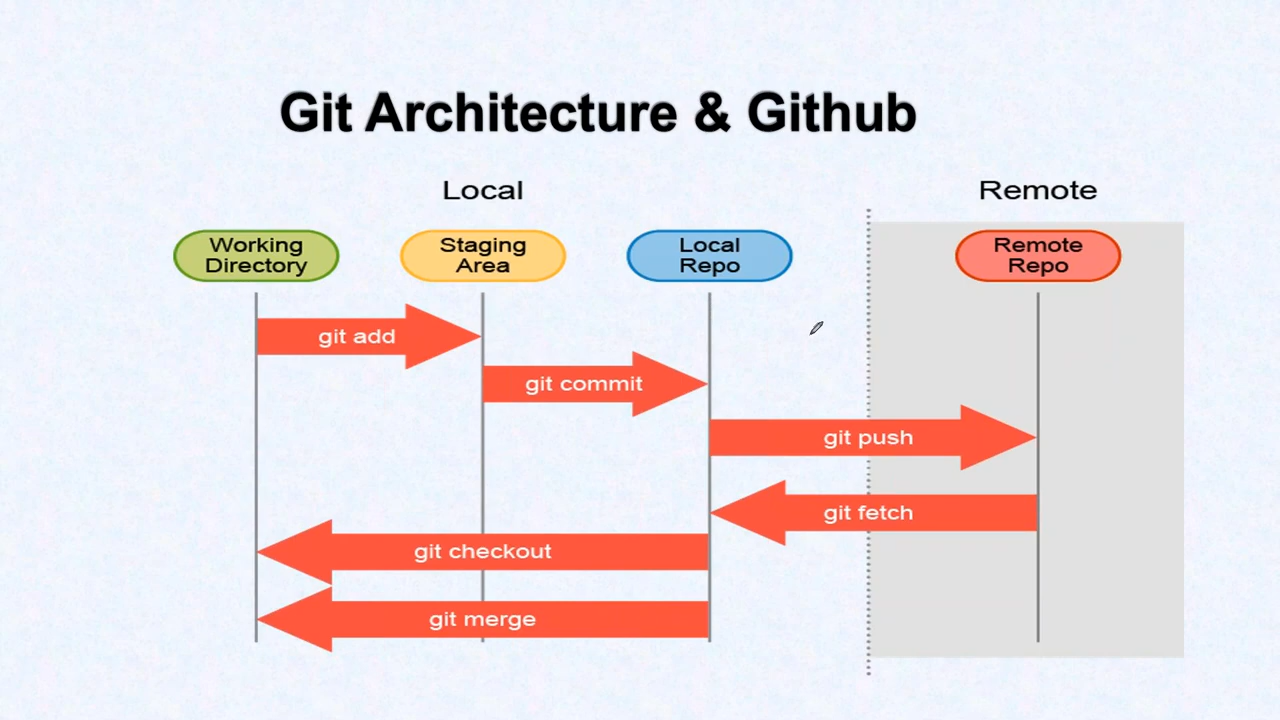 Git Architecture & Github
Local
Remote
Working
Directory
Staging
Area
Local
Repo
Remote
Repo
git add
git commit
git push
git fetch
git checkout
git merge